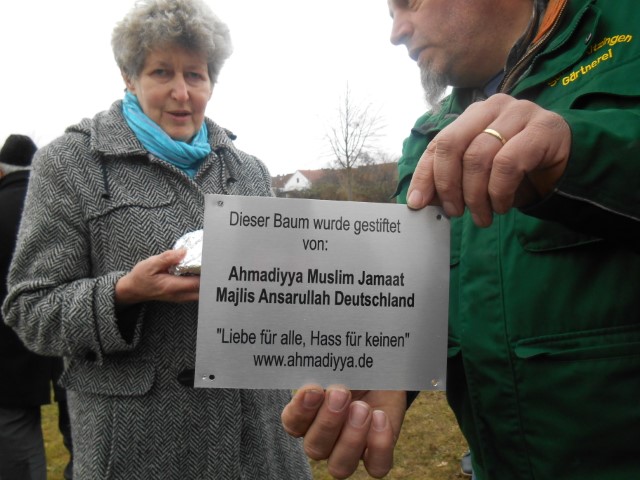 Dieser Baum wurde gestiftet
von:
Ahmadiyya Muslim Jamaat
Majlis Ansarullah Deutschland
"Liebe für alle, Hass für keinen"
www.ahmadiyya.de
Gärtnerei